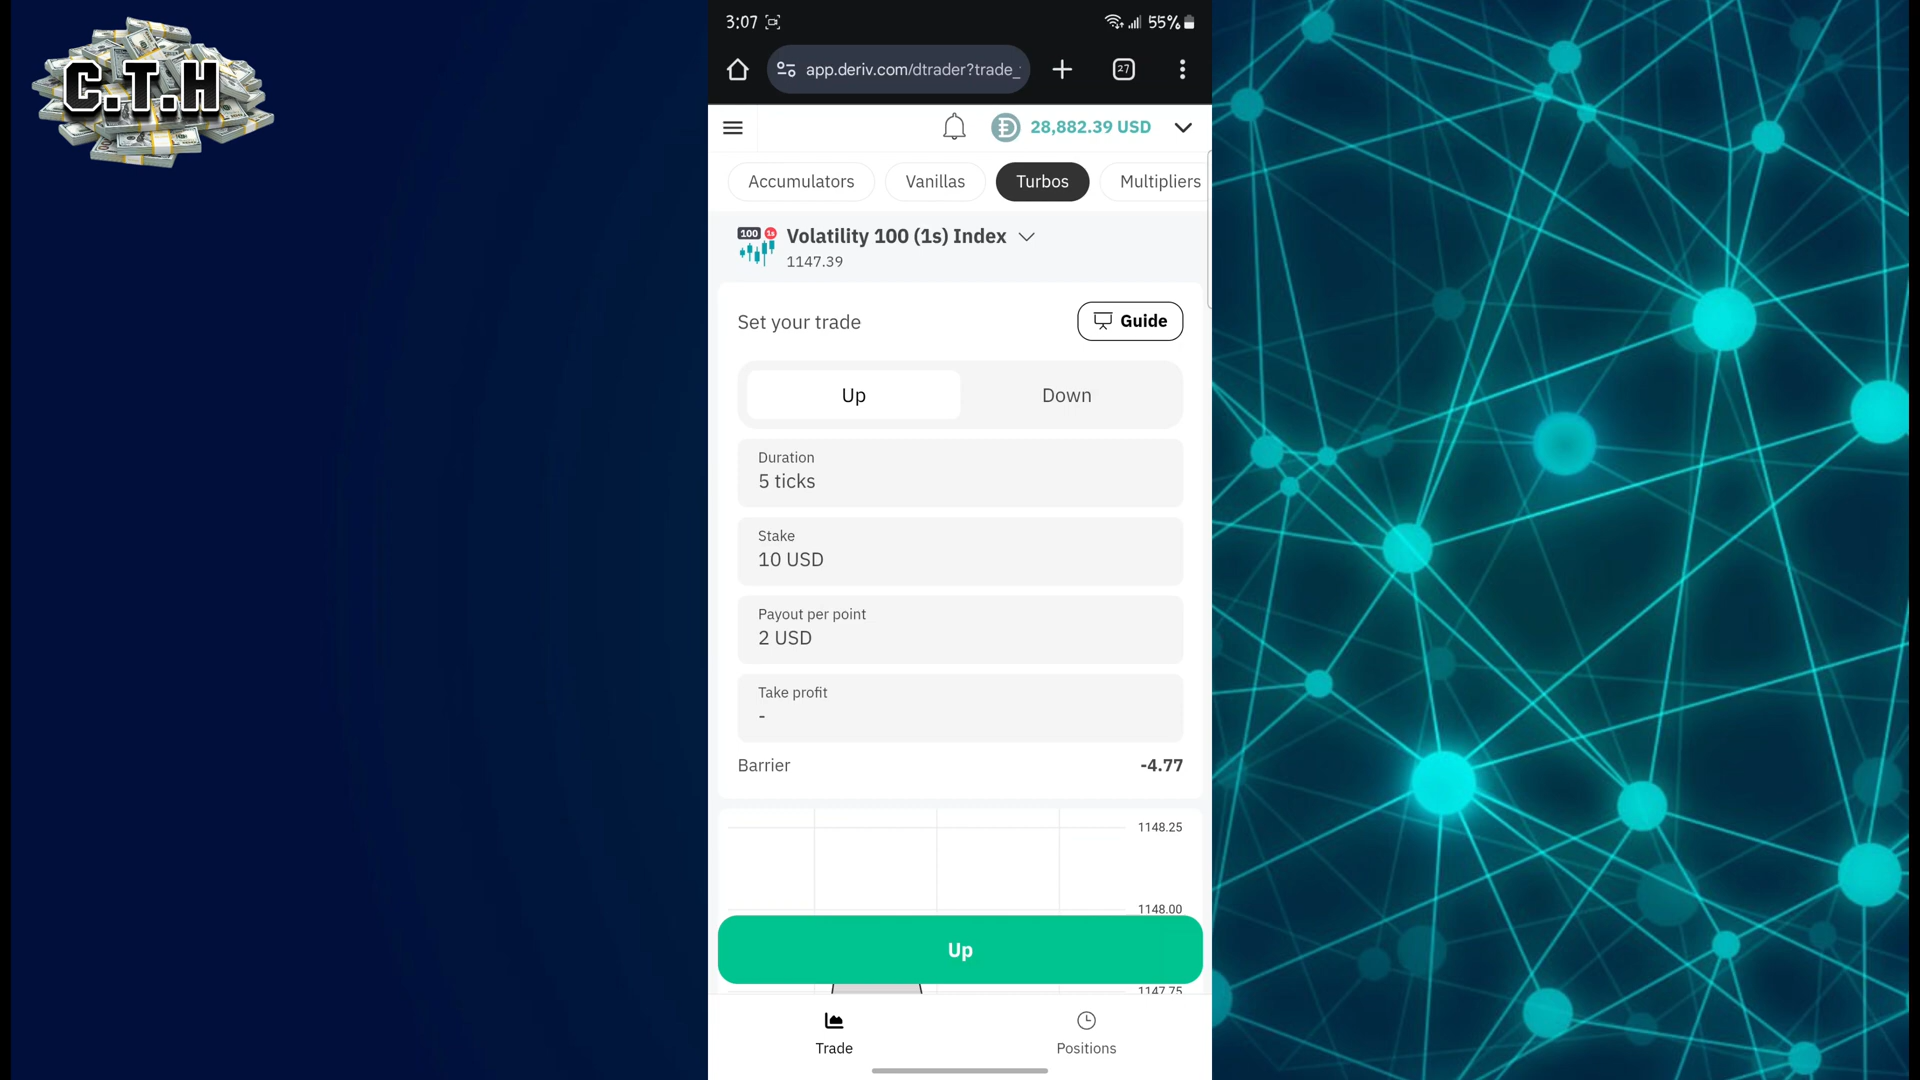 C.T.H
3:07
55%
app.deriv.com/dtrader?trade_
27
28,882.39 USD
Accumulators
Vanillas
Turbos
Multipliers
100 1s
Volatility 100 (1s) Index
1147.39
Set your trade
Guide
Up
Down
Duration
5 ticks
Stake
10 USD
Payout per point
2 USD
Take profit
-
Barrier
-4.77
1148.25
1148.00
Up
1147.75
Trade
Positions